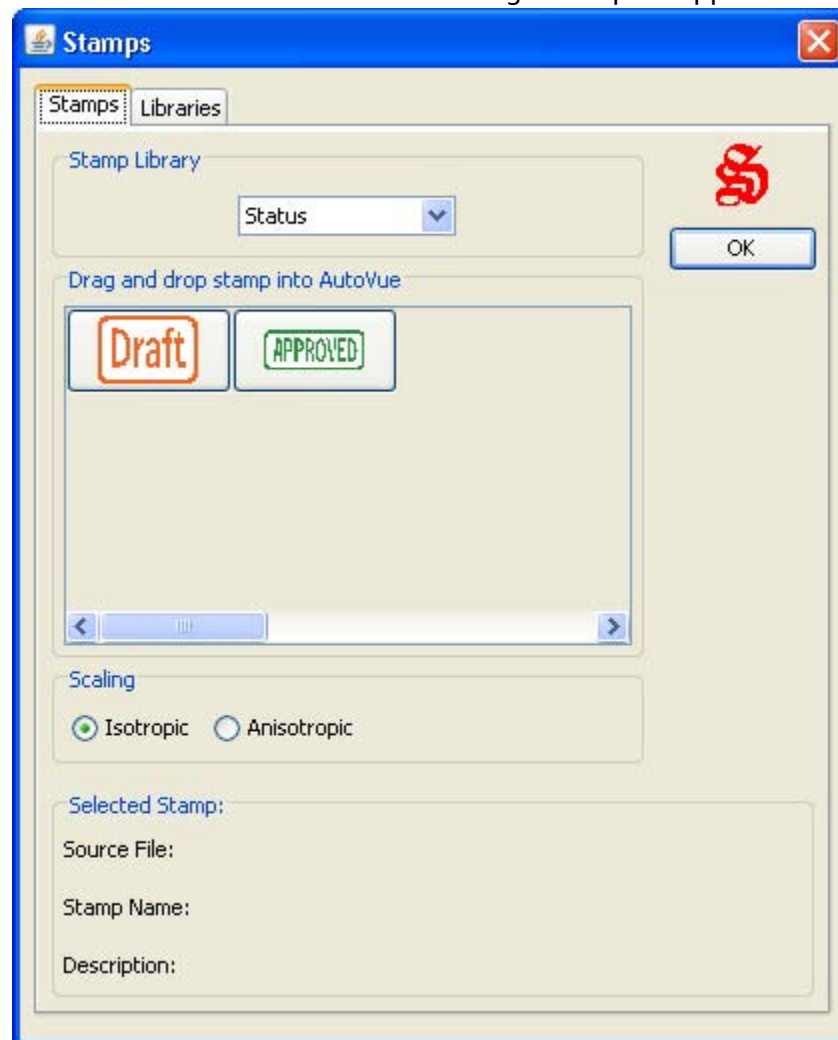 Stamps
Stamps Libraries
Stamp Library
Status
OK
Drag and drop stamp into AutoVue
Draft APPROVED
Scaling
Isotropic Anisotropic
Selected Stamp:
Source File:
Stamp Name:
Description: